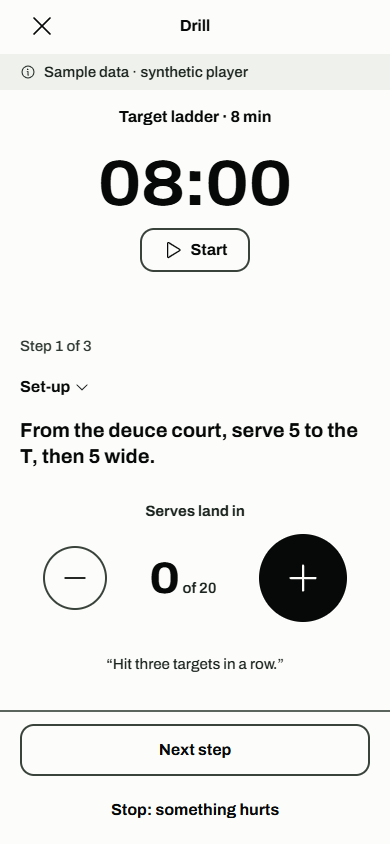 Drill
Sample data · synthetic player
Target ladder · 8 min
08:00
Start
Step 1 of 3
Set-up
From the deuce court, serve 5 to the
T, then 5 wide.
Serves land in
0 of 20
“Hit three targets in a row.”
Next step
Stop: something hurts